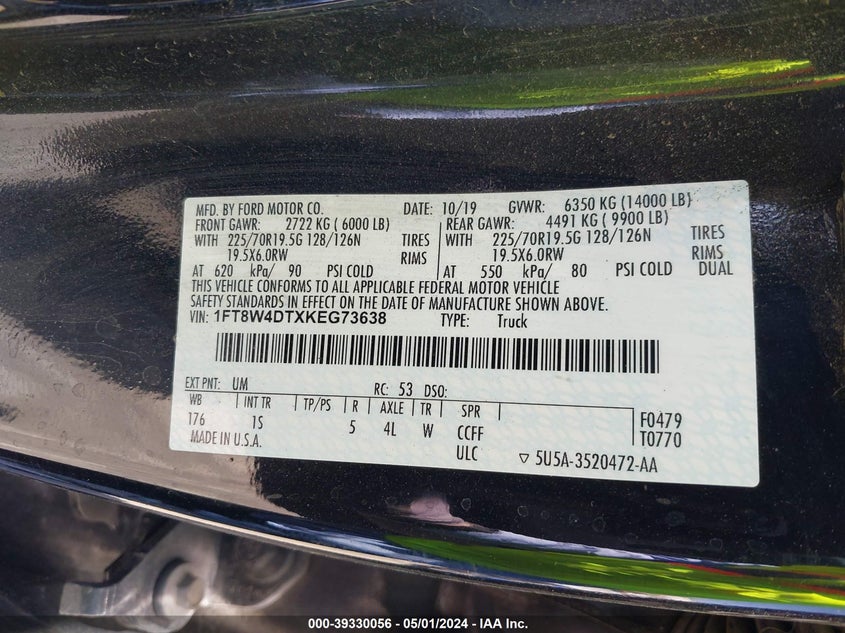 MFD. BY FORD MOTOR CO. DATE: 10/19 GVWR: 6350 KG (14000 LB)
FRONT GAWR: 2722 KG ( 6000 LB) REAR GAWR: 4491 KG ( 9900 LB)
WITH 225/70R19.5G 128/126N TIRES WITH 225/70R19.5G 128/126N TIRES
19.5X6.0RW RIMS 19.5X6.0RW RIMS
AT 620 kPa/ 90 PSI COLD AT 550 kPa/ 80 PSI COLD DUAL
THIS VEHICLE CONFORMS TO ALL APPLICABLE FEDERAL MOTOR VEHICLE
SAFETY STANDARDS IN EFFECT ON THE DATE OF MANUFACTURE SHOWN ABOVE.
VIN: 1FT8W4DTXKEG73638 TYPE: Truck
EXT PNT: UM RC: 53 DSO:
WB INT TR TP/PS R AXLE TR SPR
176 1S 5 4L W CCFF F0479
MADE IN U.S.A. ULC T0770
▽ 5U5A-3520472-AA
000-39330056 - 05/01/2024 - IAA Inc.